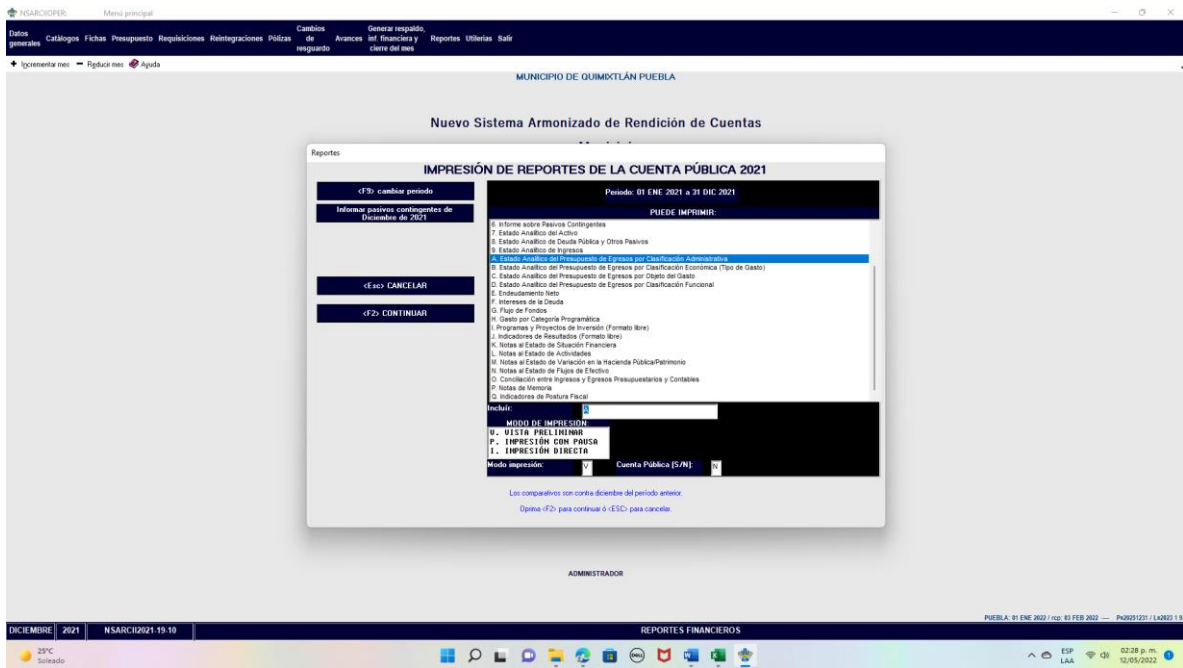 NSARCIIOPER: Menú principal
Datos generales Catálogos Fichas Presupuesto Requisiciones Reintegraciones Pólizas Cambios de resguardo Avances Generar respaldo, inf. financiera y cierre del mes Reportes Utilerías Salir
Incrementar mes Reducir mes Ayuda
MUNICIPIO DE QUIMIXTLÁN PUEBLA
Nuevo Sistema Armonizado de Rendición de Cuentas
Reportes
IMPRESIÓN DE REPORTES DE LA CUENTA PÚBLICA 2021
<F9> cambiar periodo
Informar pasivos contingentes de Diciembre de 2021
<Esc> CANCELAR
<F2> CONTINUAR
Periodo: 01 ENE 2021 a 31 DIC 2021
PUEDE IMPRIMIR:
6. Informe sobre Pasivos Contingentes
7. Estado Analítico del Activo
8. Estado Analítico de Deuda Pública y Otros Pasivos
9. Estado Analítico de Ingresos
A. Estado Analítico del Presupuesto de Egresos por Clasificación Administrativa
B. Estado Analítico del Presupuesto de Egresos por Clasificación Económica (Tipo de Gasto)
C. Estado Analítico del Presupuesto de Egresos por Objeto del Gasto
D. Estado Analítico del Presupuesto de Egresos por Clasificación Funcional
E. Endeudamiento Neto
F. Intereses de la Deuda
G. Flujo de Fondos
H. Gasto por Categoría Programática
I. Programas y Proyectos de Inversión (Formato libre)
J. Indicadores de Resultados (Formato libre)
K. Notas al Estado de Situación Financiera
L. Notas al Estado de Actividades
M. Notas al Estado de Variación en la Hacienda Pública/Patrimonio
N. Notas al Estado de Flujos de Efectivo
O. Conciliación entre Ingresos y Egresos Presupuestarios y Contables
P. Notas de Memoria
Q. Indicadores de Postura Fiscal
Incluír: A
MODO DE IMPRESIÓN:
V. VISTA PRELIMINAR
P. IMPRESIÓN CON PAUSA
I. IMPRESIÓN DIRECTA
Modo impresión: V Cuenta Pública [S/N]: N
Los comparativos son contra diciembre del período anterior.
Oprima <F2> para continuar ó <ESC> para cancelar.
ADMINISTRADOR
PUEBLA: 01 ENE 2022 / rcp: 03 FEB 2022
DICIEMBRE 2021 NSARCII2021-19-10 REPORTES FINANCIEROS
25°C
Soleado
ESP
LAA
02:28 p. m.
12/05/2022